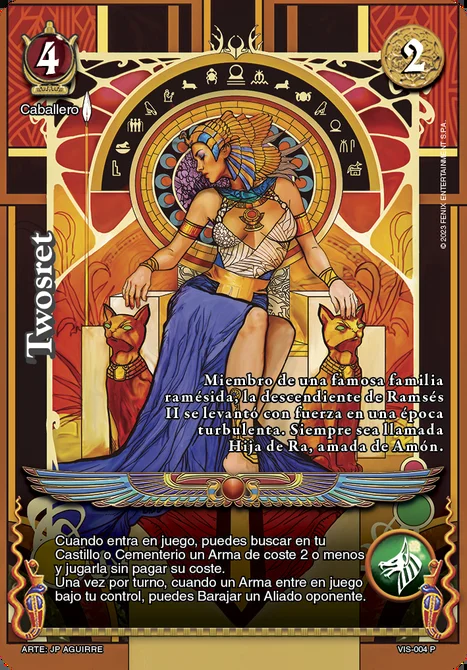 4
2
Caballero
© 2023 FENIX ENTERTAINMENT S.P.A.
Twosret
Miembro de una famosa familia
ramésida, la descendiente de Ramsés
II se levantó con fuerza en una época
turbulenta. Siempre sea llamada
Hija de Ra, amada de Amón.
Cuando entra en juego, puedes buscar en tu
Castillo o Cementerio un Arma de coste 2 o menos
y jugarla sin pagar su coste.
Una vez por turno, cuando un Arma entre en juego
bajo tu control, puedes Barajar un Aliado oponente.
ARTE: JP AGUIRRE
VIS-004 P